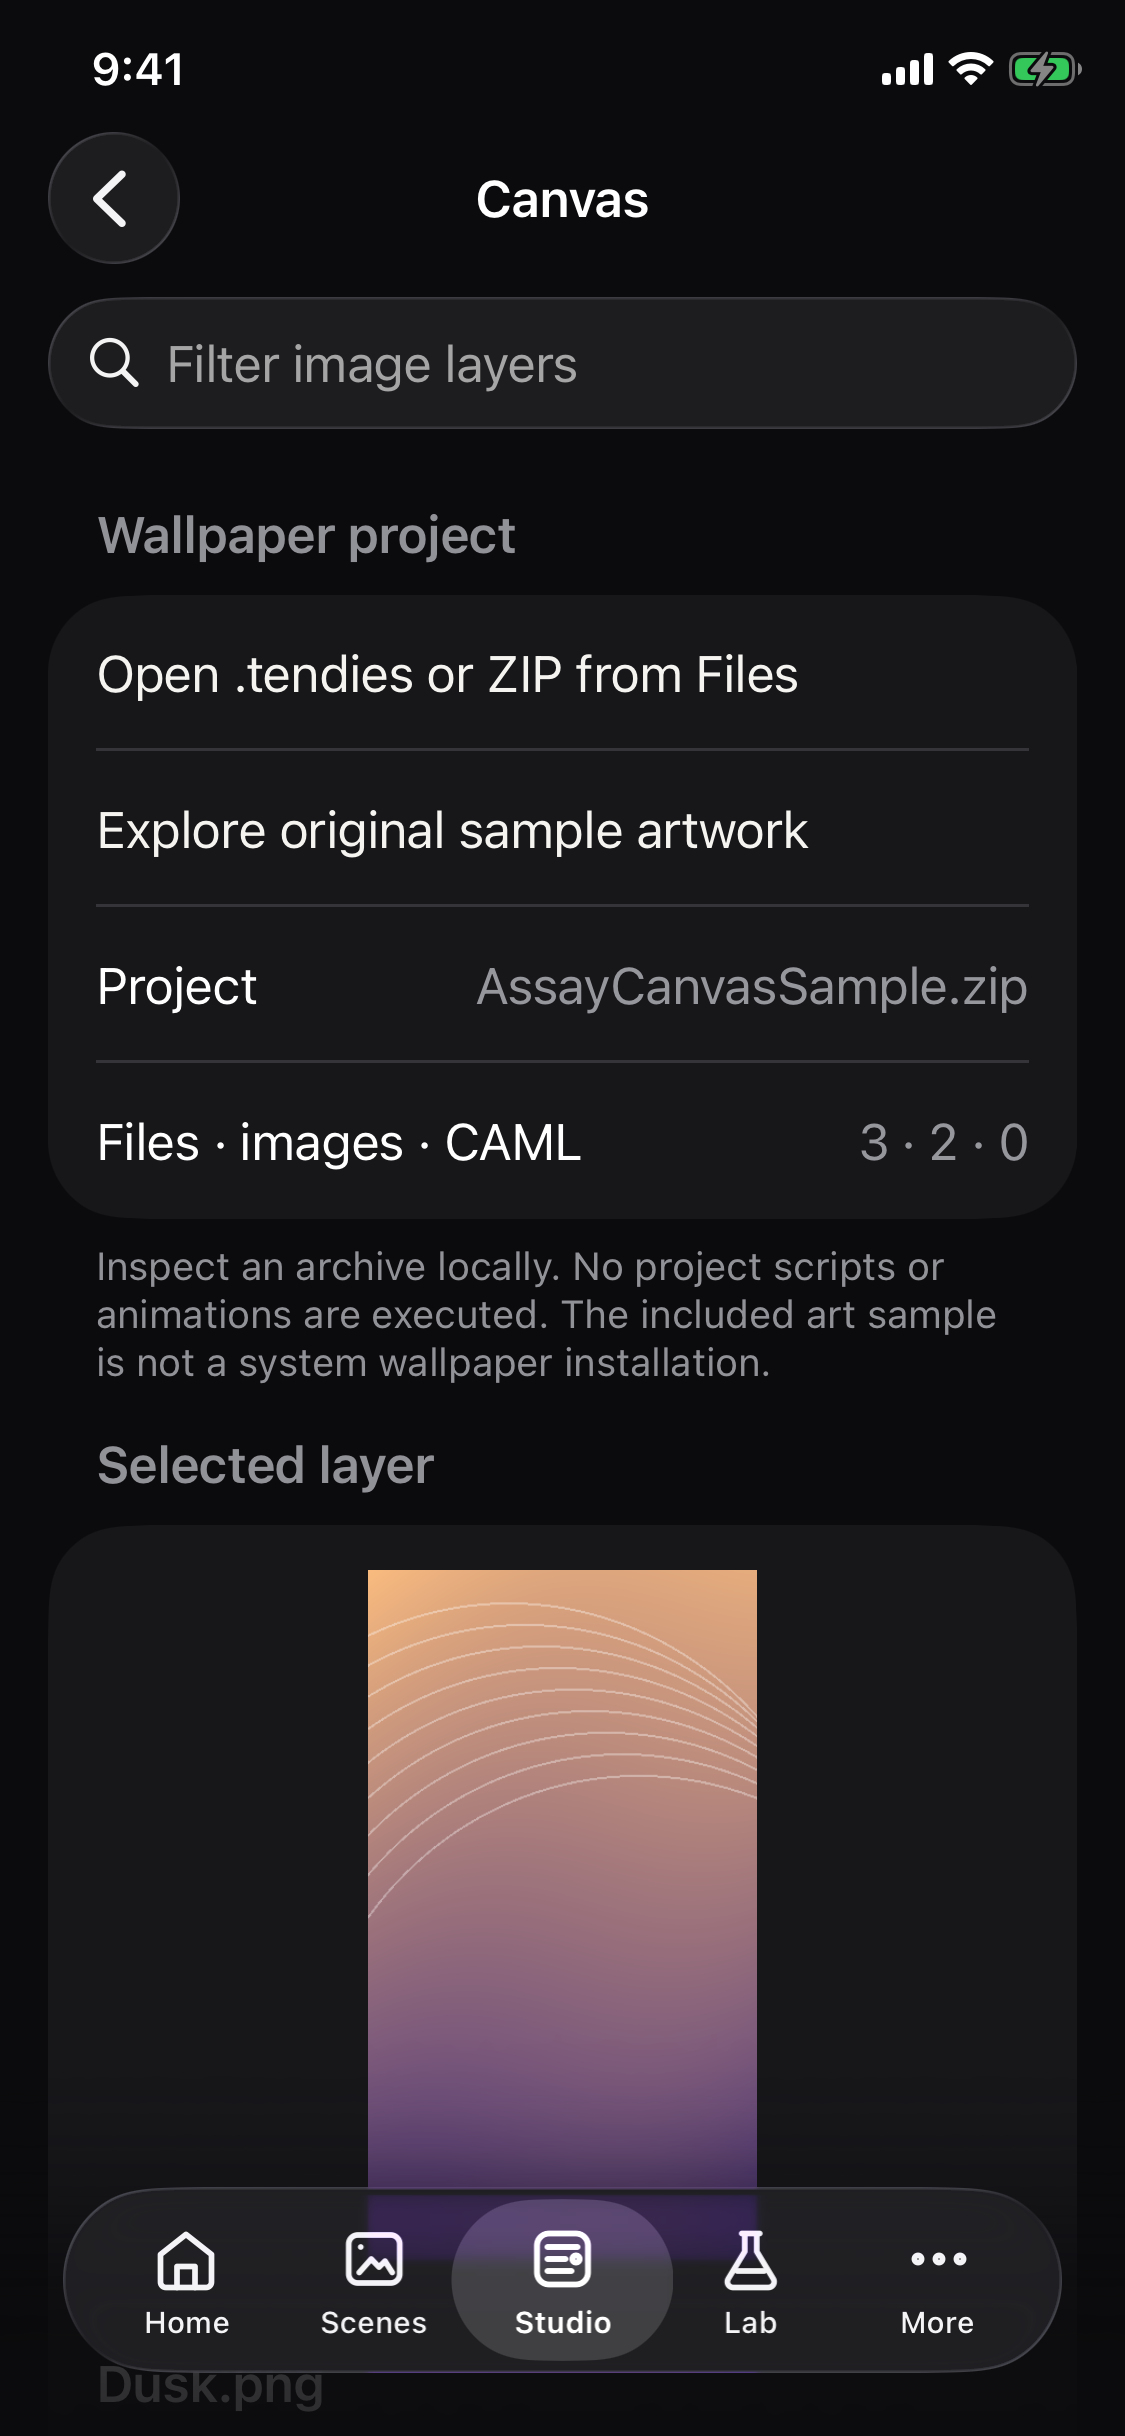 9:41
Canvas
Filter image layers
Wallpaper project
Open .tendies or ZIP from Files
Explore original sample artwork
Project AssayCanvasSample.zip
Files · images · CAML 3 · 2 · 0
Inspect an archive locally. No project scripts or
animations are executed. The included art sample
is not a system wallpaper installation.
Selected layer
Home Scenes Studio Lab More
Dusk.png